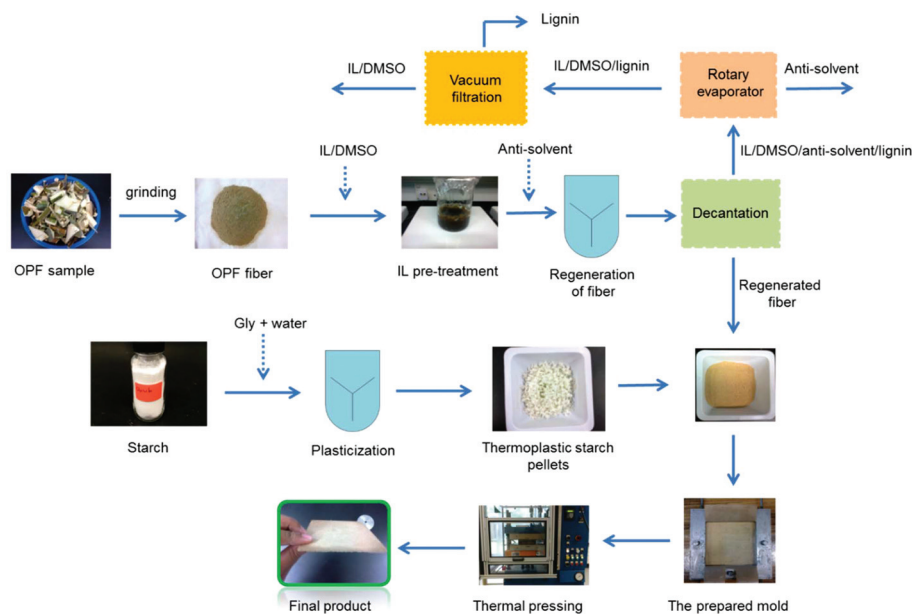 Lignin
IL/DMSO
Vacuum
filtration
IL/DMSO/lignin
Rotary
evaporator
Anti-solvent
IL/DMSO
Anti-solvent
IL/DMSO/anti-solvent/lignin
grinding
Decantation
OPF sample
OPF fiber
IL pre-treatment
Regeneration
of fiber
Regenerated
fiber
Gly + water
Starch
Plasticization
Thermoplastic starch
pellets
Final product
Thermal pressing
The prepared mold